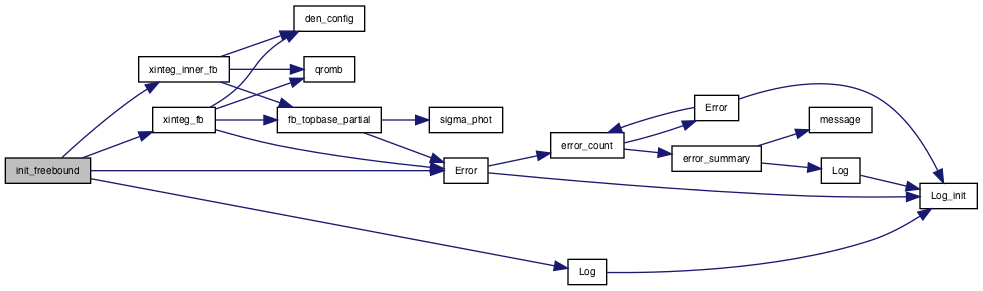 den_config
xinteg_inner_fb
qromb
xinteg_fb
fb_topbase_partial
sigma_phot
Error
message
error_count
error_summary
init_freebound
Error
Log
Log_init
Log